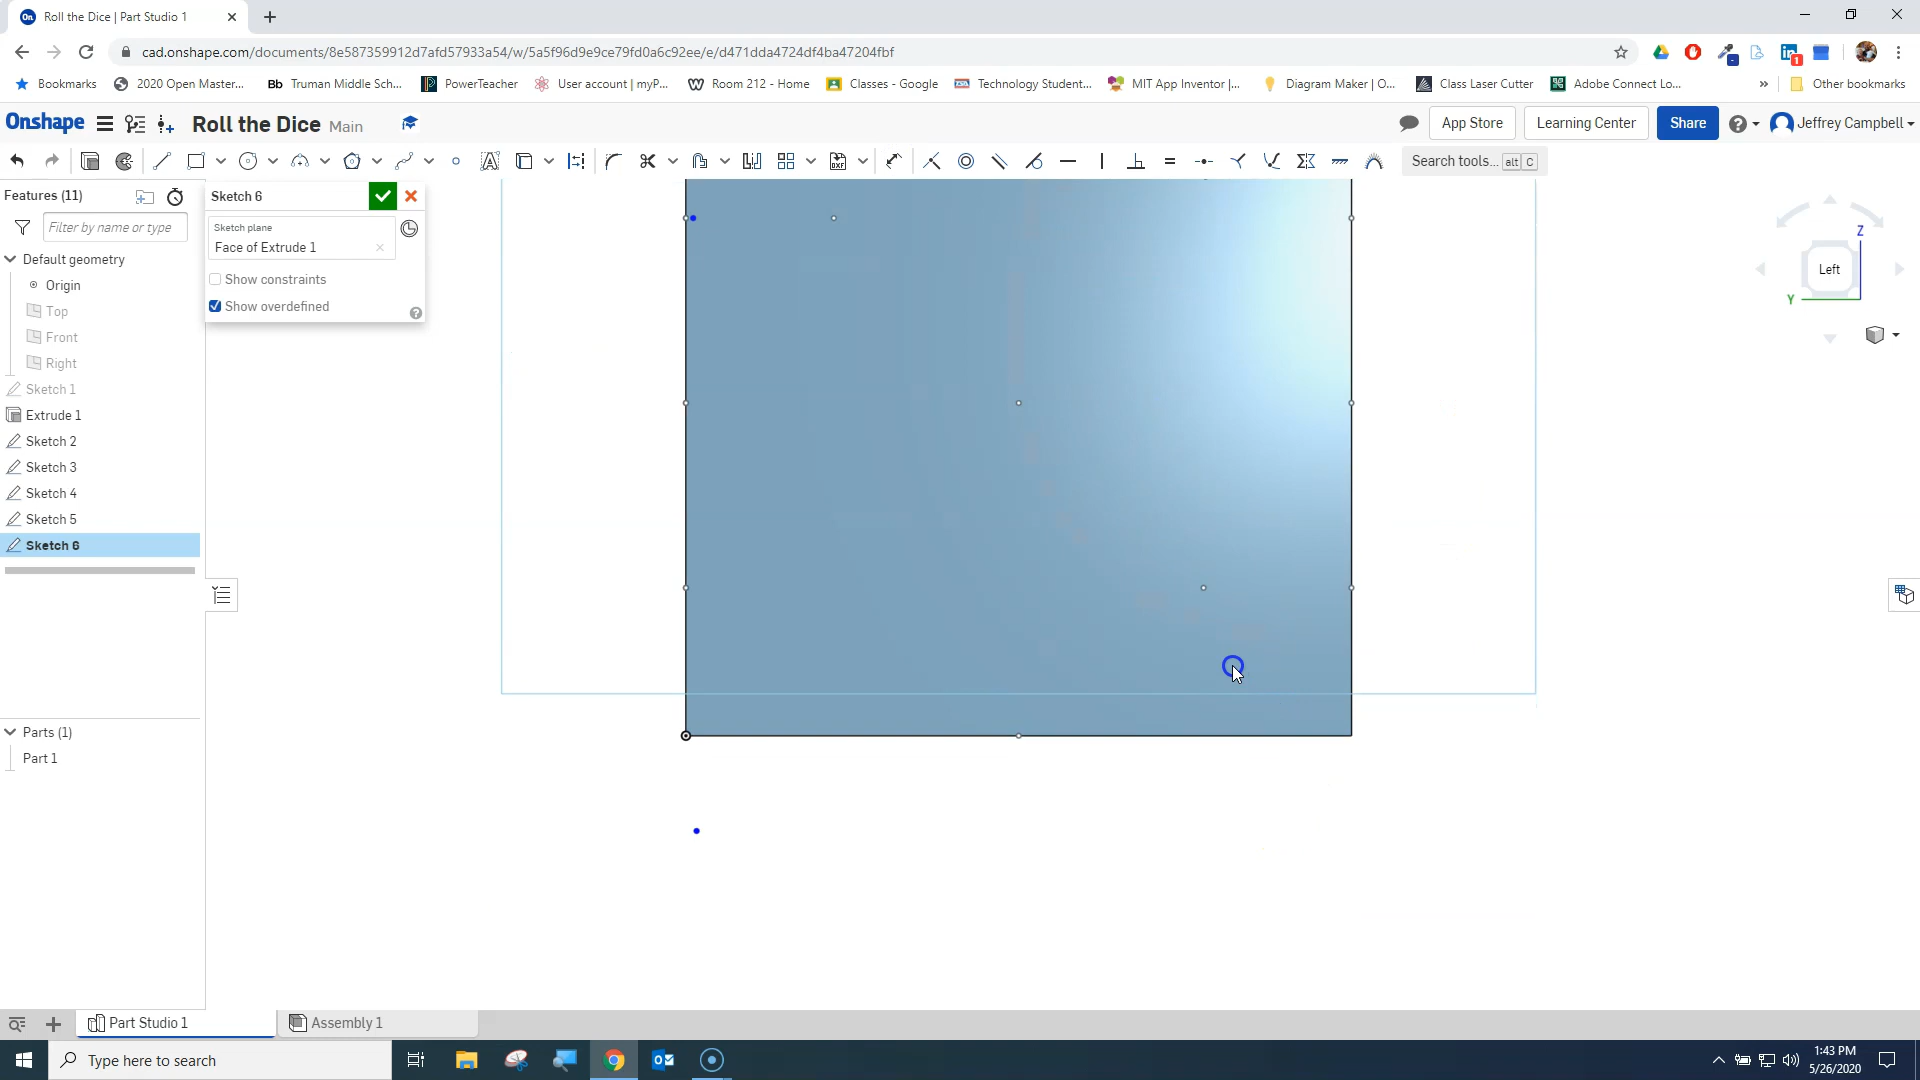 Roll the Dice | Part Studio 1
cad.onshape.com/documents/8e587359912d7afd57933a54/w/5a5f96d9e9ce79fd0a6c92ee/e/d471dda4724df4ba47204fbf
Bookmarks 2020 Open Master... Bb Truman Middle Sch... PowerTeacher User account | myP... Room 212 - Home Classes - Google Technology Student... MIT App Inventor |... Diagram Maker | O... Class Laser Cutter Adobe Connect Lo... » Other bookmarks
Onshape Roll the Dice Main App Store Learning Center Share Jeffrey Campbell
Search tools... alt C
Features (11)
Filter by name or type
Default geometry
Origin
Top
Front
Right
Sketch 1
Extrude 1
Sketch 2
Sketch 3
Sketch 4
Sketch 5
Sketch 6
Parts (1)
Part 1
Sketch 6
Sketch plane
Face of Extrude 1
Show constraints
Show overdefined
Z
Left
Y
Part Studio 1 Assembly 1
Type here to search
1:43 PM
5/26/2020